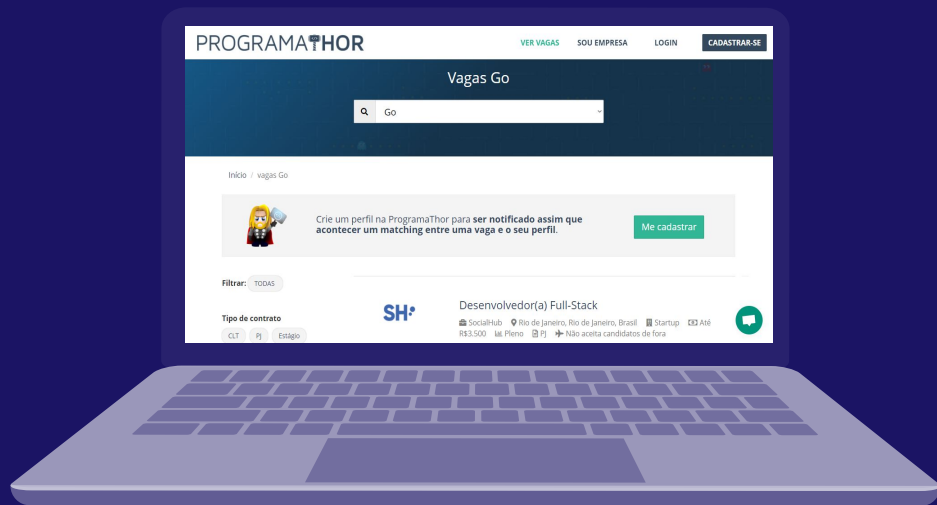 PROGRAMATHOR
VER VAGAS SOU EMPRESA LOGIN CADASTRAR-SE
Vagas Go
Go
Início / vagas Go
Crie um perfil na ProgramaThor para ser notificado assim que
acontecer um matching entre uma vaga e o seu perfil.
Me cadastrar
Filtrar: TODAS
Tipo de contrato
CLT PJ Estágio
SH
Desenvolvedor(a) Full-Stack
SocialHub Rio de Janeiro, Rio de Janeiro, Brasil Startup Até
R$3.500 Pleno PJ Não aceita candidatos de fora